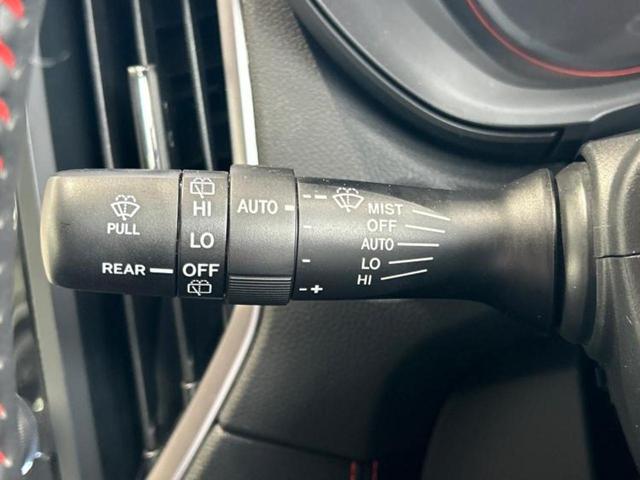 PULL
REAR
HI
LO
OFF
AUTO
- -
-
-
- +
MIST
OFF
AUTO
LO
HI